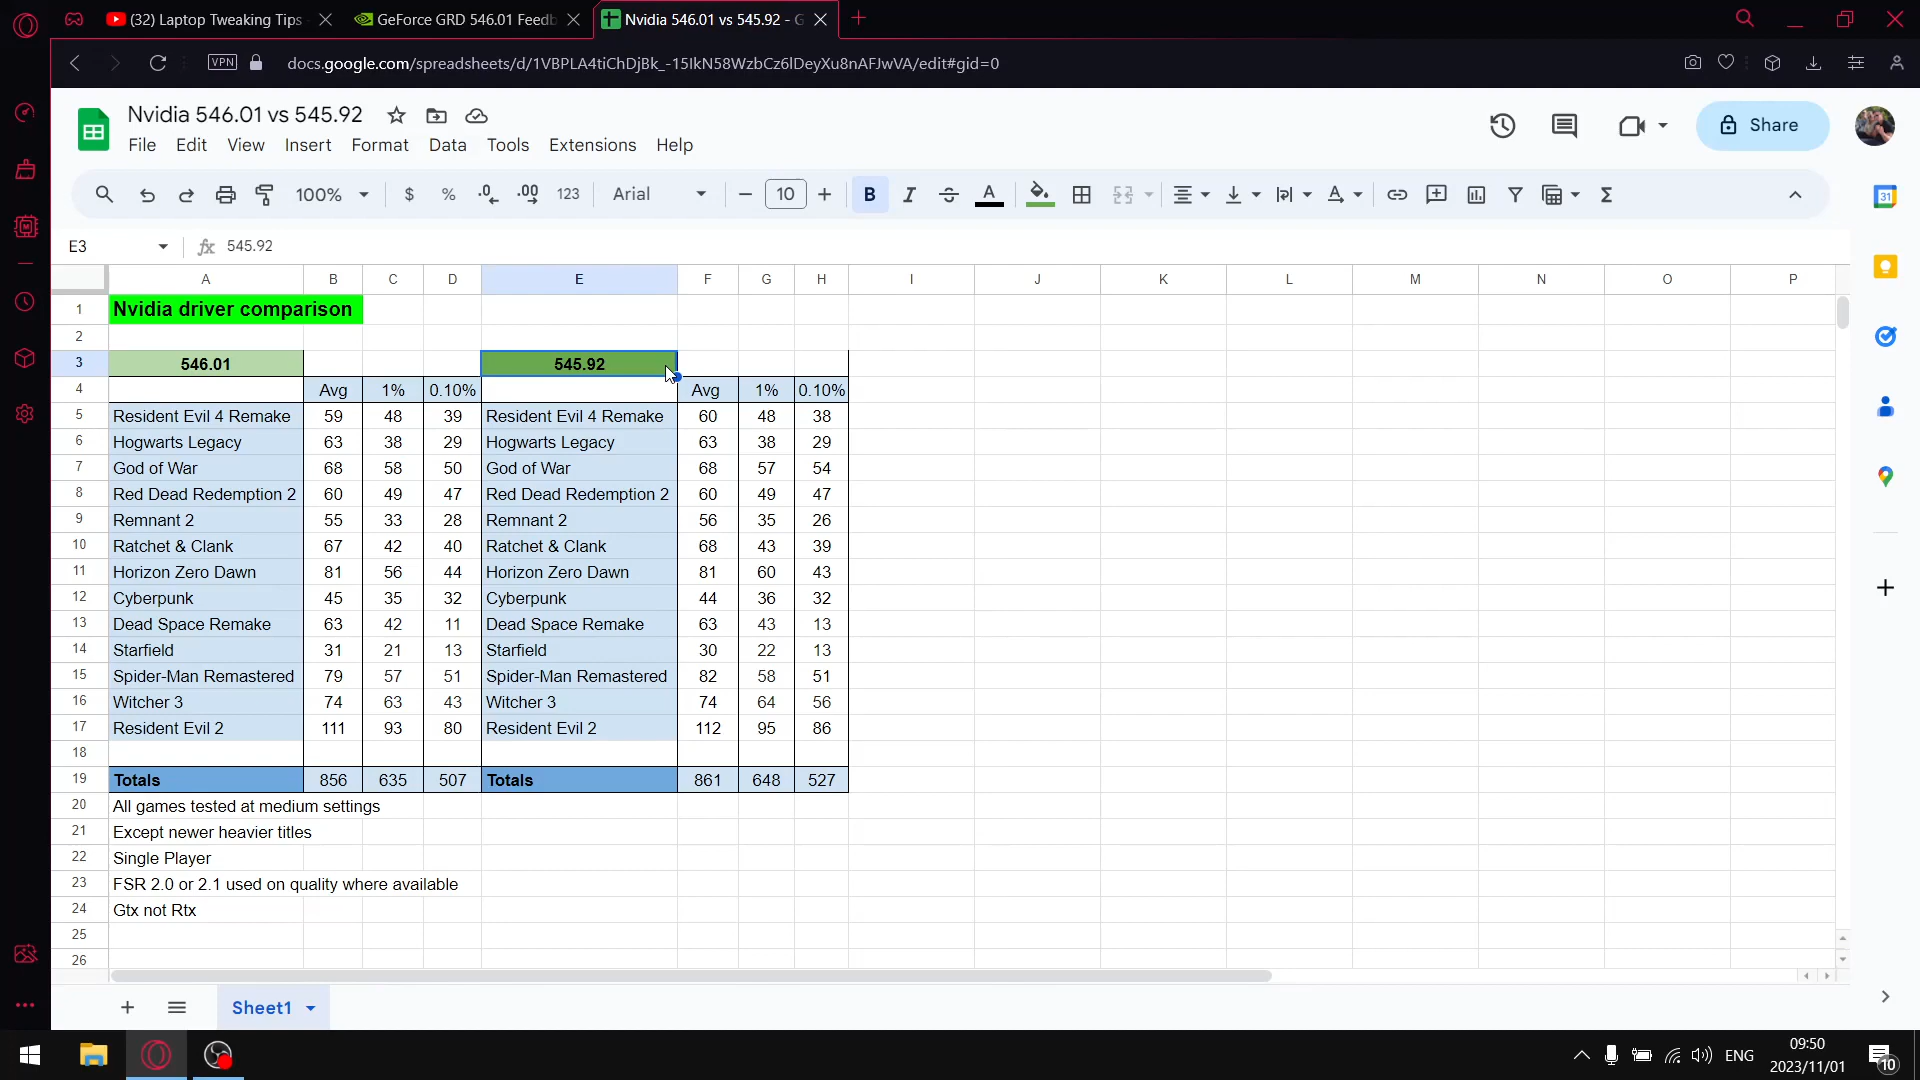 (32) Laptop Tweaking Tips
GeForce GRD 546.01 Feedb
Nvidia 546.01 vs 545.92 - G
VPN
docs.google.com/spreadsheets/d/1VBPLA4tiChDjBk_-15IkN58WzbCz6lDeyXu8nAFJwVA/edit#gid=0
Nvidia 546.01 vs 545.92
File Edit View Insert Format Data Tools Extensions Help
Share
100% $ % .0 .00 123 Arial 10 B I S A Σ
31
E3 fx 545.92
A B C D E F G H I J K L M N O P
1 Nvidia driver comparison
2
3 546.01 545.92
4 Avg 1% 0.10% Avg 1% 0.10%
5 Resident Evil 4 Remake 59 48 39 Resident Evil 4 Remake 60 48 38
6 Hogwarts Legacy 63 38 29 Hogwarts Legacy 63 38 29
7 God of War 68 58 50 God of War 68 57 54
8 Red Dead Redemption 2 60 49 47 Red Dead Redemption 2 60 49 47
9 Remnant 2 55 33 28 Remnant 2 56 35 26
10 Ratchet & Clank 67 42 40 Ratchet & Clank 68 43 39
11 Horizon Zero Dawn 81 56 44 Horizon Zero Dawn 81 60 43
12 Cyberpunk 45 35 32 Cyberpunk 44 36 32
13 Dead Space Remake 63 42 11 Dead Space Remake 63 43 13
14 Starfield 31 21 13 Starfield 30 22 13
15 Spider-Man Remastered 79 57 51 Spider-Man Remastered 82 58 51
16 Witcher 3 74 63 43 Witcher 3 74 64 56
17 Resident Evil 2 111 93 80 Resident Evil 2 112 95 86
18
19 Totals 856 635 507 Totals 861 648 527
20 All games tested at medium settings
21 Except newer heavier titles
22 Single Player
23 FSR 2.0 or 2.1 used on quality where available
24 Gtx not Rtx
25
26
Sheet1
ENG
09:50
2023/11/01
10